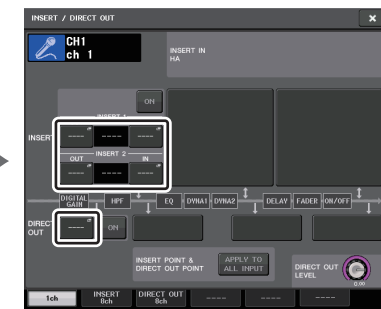 INSERT / DIRECT OUT
×
CH1
ch 1
INSERT IN
HA
ON
INSERT 1
INSERT
---- ---- ----
OUT INSERT 2 IN
---- ---- ----
DIGITAL GAIN HPF EQ DYNA1 DYNA2 DELAY FADER ON/OFF
DIRECT OUT
----
ON
INSERT POINT &
DIRECT OUT POINT
APPLY TO
ALL INPUT
DIRECT OUT
LEVEL
0.00
1ch
INSERT
8ch
DIRECT OUT
8ch
---- ---- ----